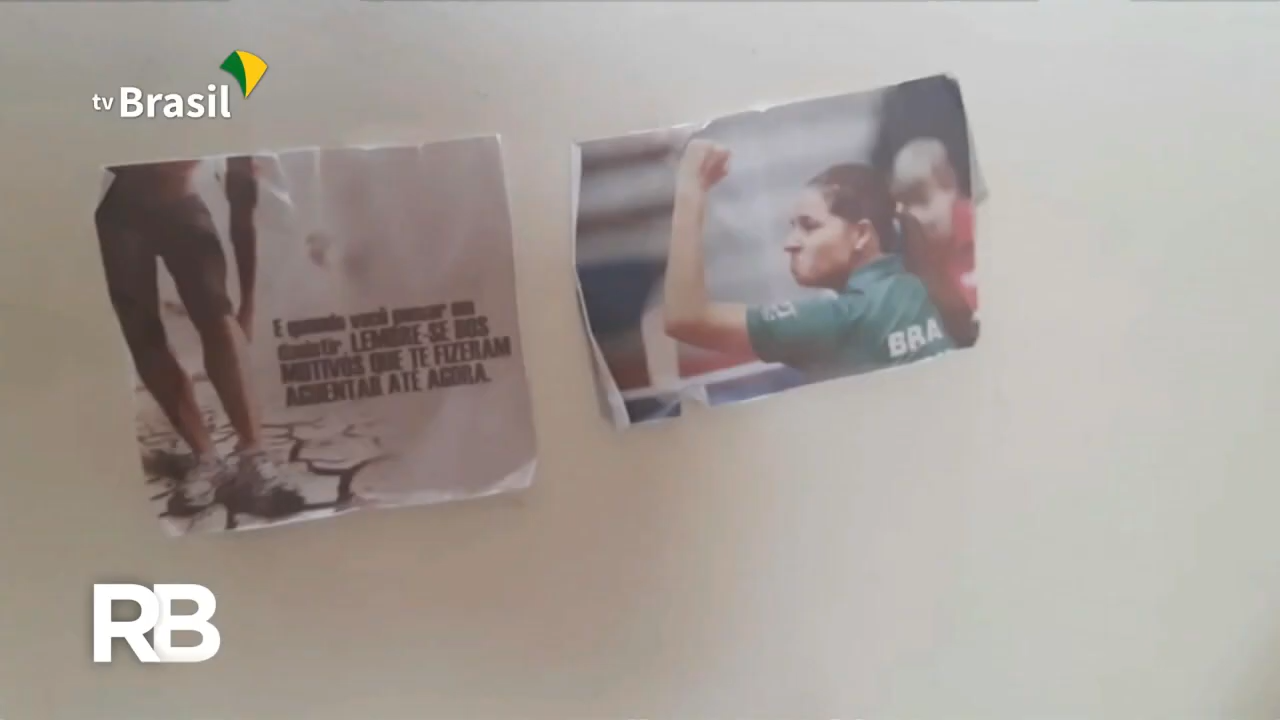 tv Brasil
E quando você pensar em
desistir, LEMBRE-SE DOS
MOTIVOS QUE TE FIZERAM
AGUENTAR ATÉ AGORA.
BRA
RB